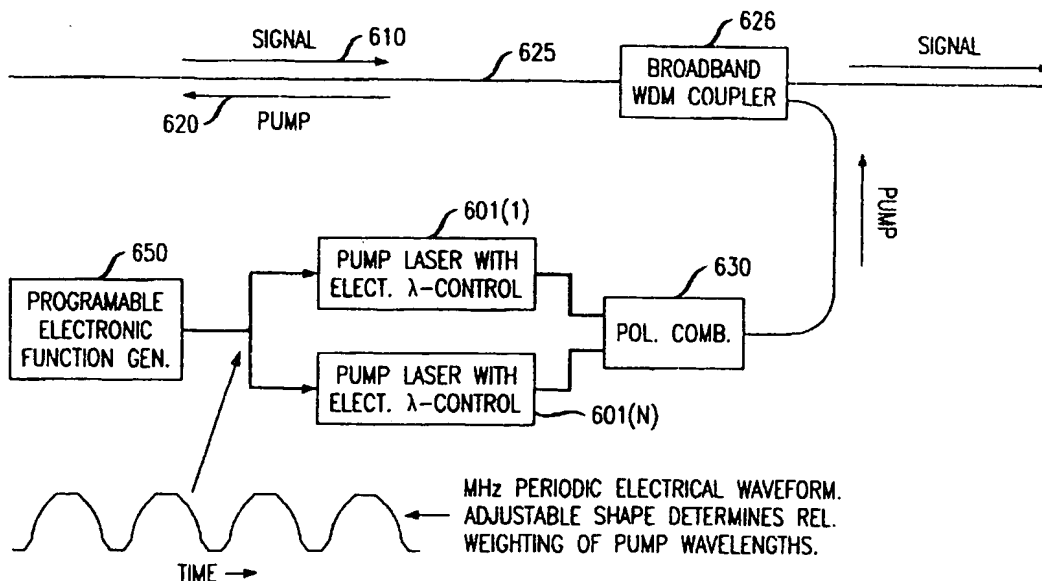 SIGNAL
610
625
626
SIGNAL
BROADBAND
WDM COUPLER
620
PUMP
PUMP
601(1)
650
PUMP LASER WITH
ELECT. λ-CONTROL
630
PROGRAMABLE
ELECTRONIC
FUNCTION GEN.
POL. COMB.
PUMP LASER WITH
ELECT. λ-CONTROL
601(N)
MHz PERIODIC ELECTRICAL WAVEFORM.
ADJUSTABLE SHAPE DETERMINES REL.
WEIGHTING OF PUMP WAVELENGTHS.
TIME